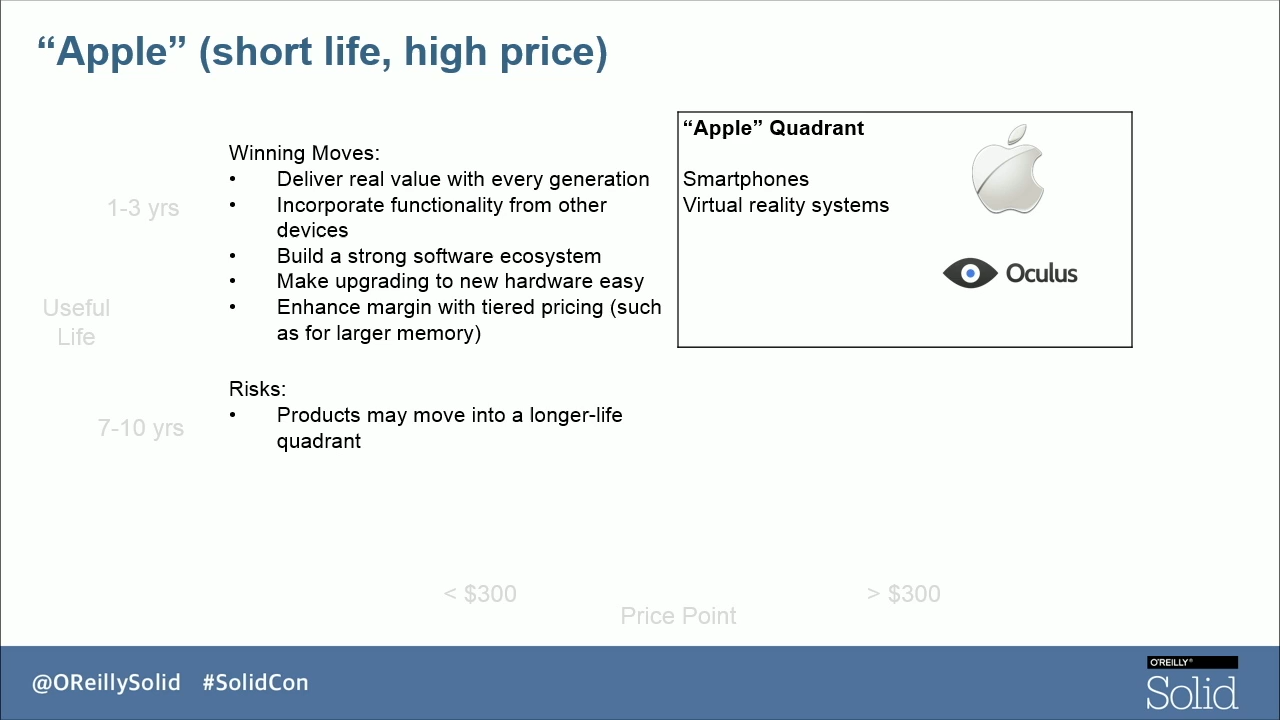 “Apple” (short life, high price)
“Apple” Quadrant
Smartphones
Virtual reality systems
Oculus
Winning Moves:
• Deliver real value with every generation
• Incorporate functionality from other
devices
• Build a strong software ecosystem
• Make upgrading to new hardware easy
• Enhance margin with tiered pricing (such
as for larger memory)
Risks:
• Products may move into a longer-life
quadrant
1-3 yrs
Useful
Life
7-10 yrs
< $300
> $300
Price Point
@OReillySolid #SolidCon
O'REILLY®
Solid